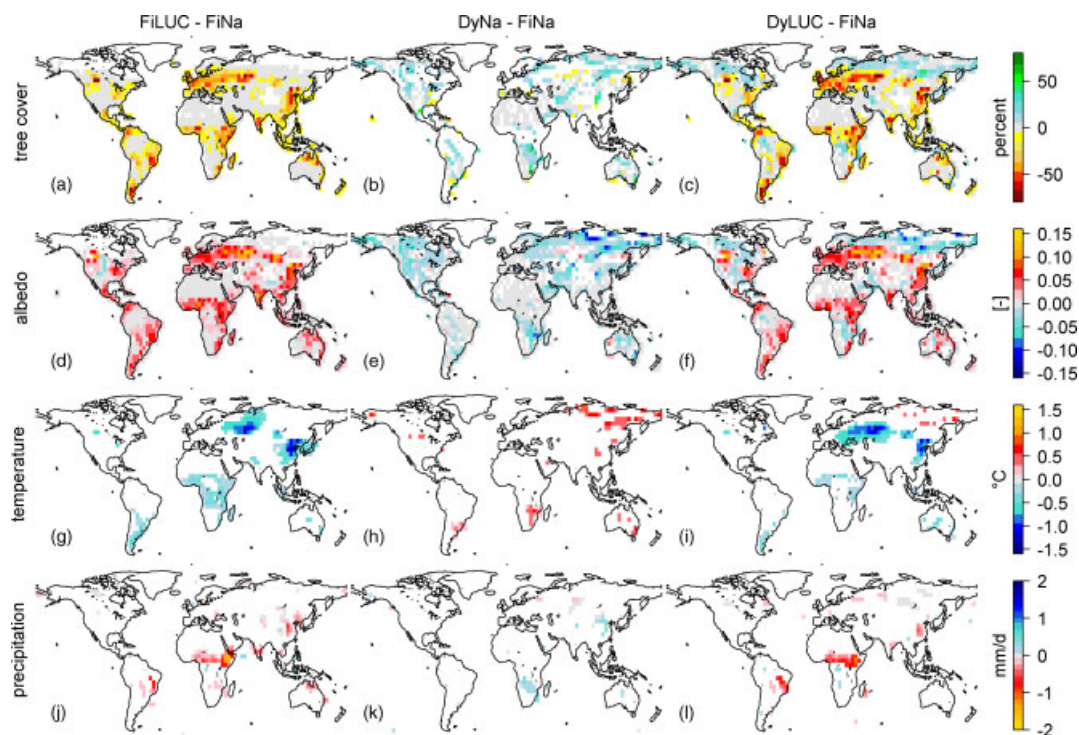 FiLUC - FiNa
DyNa - FiNa
DyLUC - FiNa
tree cover
(a)
(b)
(c)
50
0
-50
percent
albedo
(d)
(e)
(f)
0.15
0.10
0.05
0.00
-0.05
-0.10
-0.15
[-]
temperature
(g)
(h)
(i)
1.5
1.0
0.5
0.0
-0.5
-1.0
-1.5
°C
precipitation
(j)
(k)
(l)
2
1
0
-1
-2
mm/d